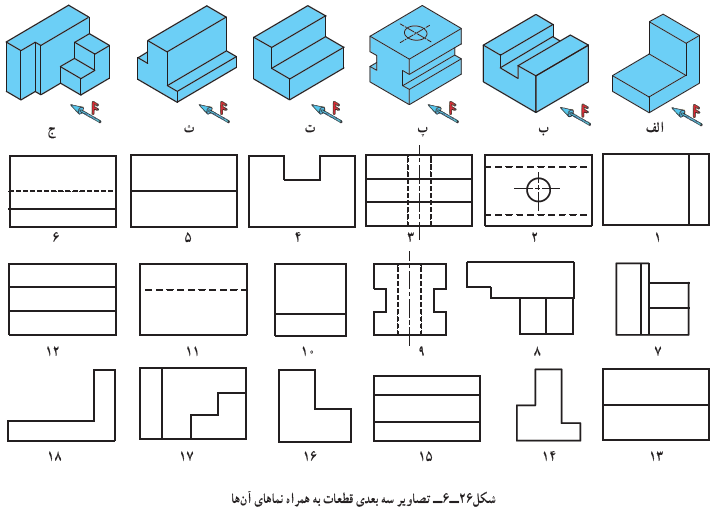 F F F F F F
الف ب پ ت ث ج
۱ ۲ ۳ ۴ ۵ ۶
۷ ۸ ۹ ۱۰ ۱۱ ۱۲
۱۳ ۱۴ ۱۵ ۱۶ ۱۷ ۱۸
شکل۲۶ــ۶ــ تصاویر سه بعدی قطعات به همراه نماهای آن‌ها